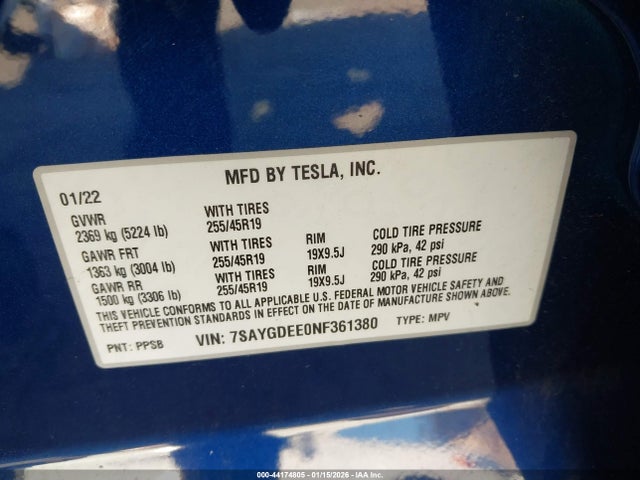 MFD BY TESLA, INC.
01/22
GVWR WITH TIRES
2369 kg (5224 lb) 255/45R19
GAWR FRT WITH TIRES RIM COLD TIRE PRESSURE
1363 kg (3004 lb) 255/45R19 19X9.5J 290 kPa, 42 psi
GAWR RR WITH TIRES RIM COLD TIRE PRESSURE
1500 kg (3306 lb) 255/45R19 19X9.5J 290 kPa, 42 psi
THIS VEHICLE CONFORMS TO ALL APPLICABLE U.S. FEDERAL MOTOR VEHICLE SAFETY AND
THEFT PREVENTION STANDARDS IN EFFECT ON THE DATE OF MANUFACTURE SHOWN ABOVE.
PNT: PPSB VIN: 7SAYGDEE0NF361380 TYPE: MPV
000-44174805 - 01/15/2026 - IAAI Corp.